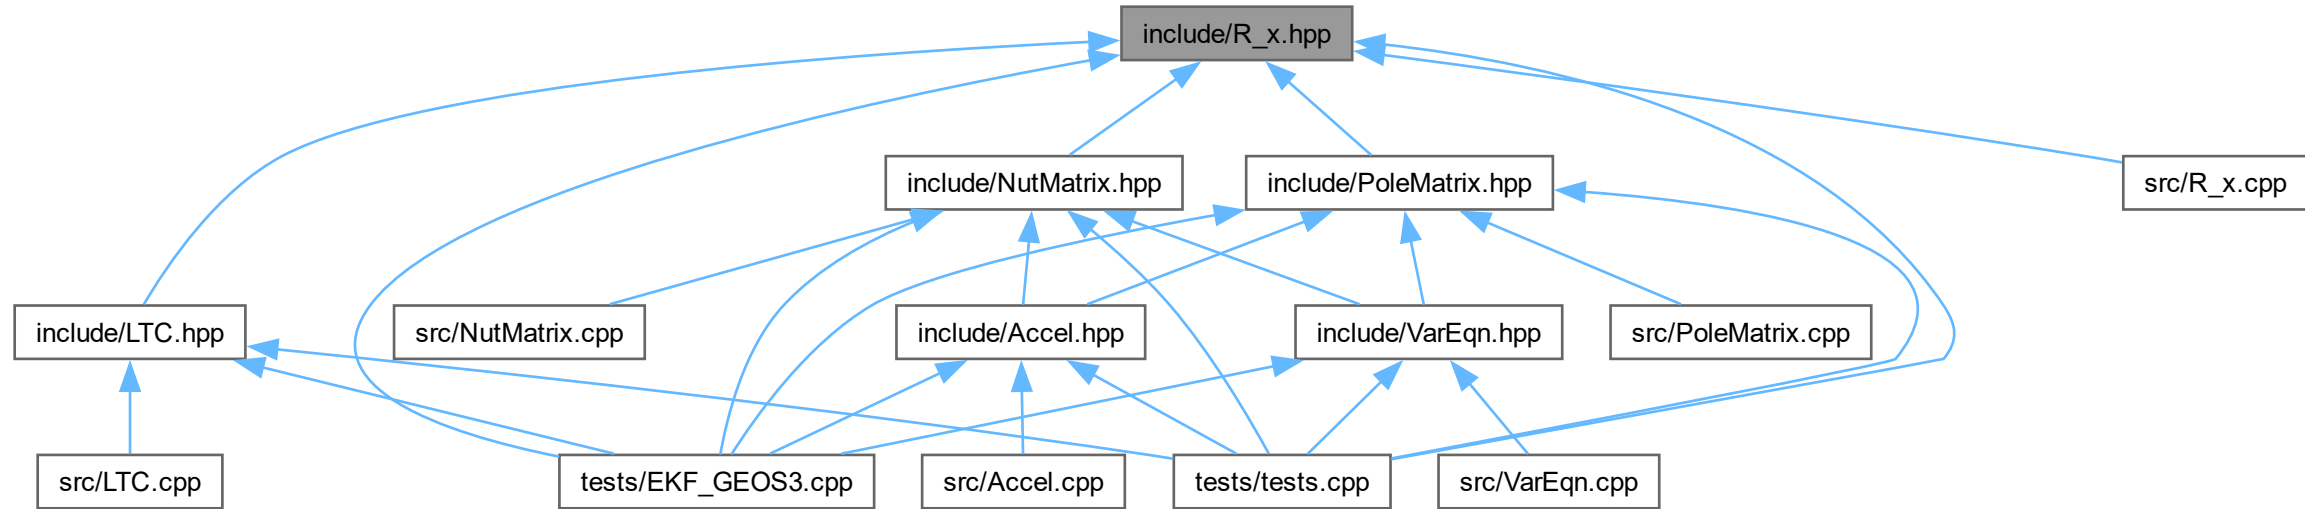 include/R_x.hpp
include/NutMatrix.hpp
include/PoleMatrix.hpp
src/R_x.cpp
include/LTC.hpp
src/NutMatrix.cpp
include/Accel.hpp
include/VarEqn.hpp
src/PoleMatrix.cpp
src/LTC.cpp
tests/EKF_GEOS3.cpp
src/Accel.cpp
tests/tests.cpp
src/VarEqn.cpp